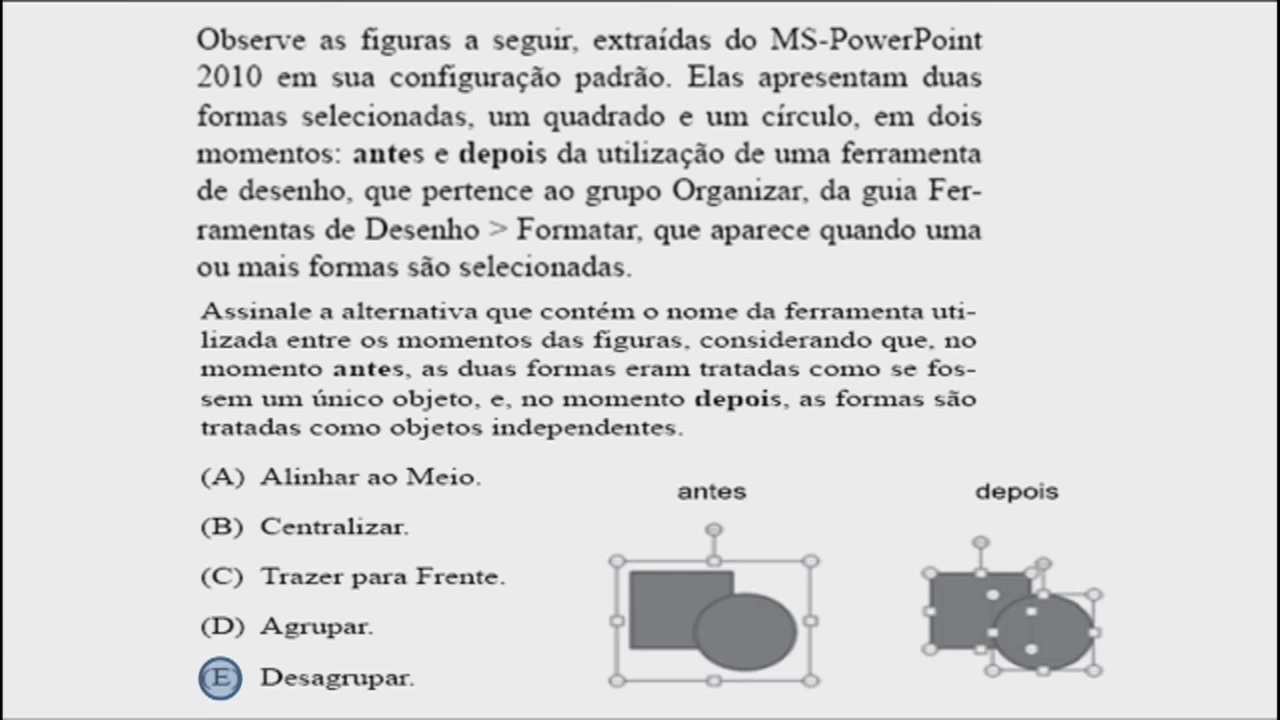 Observe as figuras a seguir, extraídas do MS-PowerPoint
2010 em sua configuração padrão. Elas apresentam duas
formas selecionadas, um quadrado e um círculo, em dois
momentos: antes e depois da utilização de uma ferramenta
de desenho, que pertence ao grupo Organizar, da guia Fer-
ramentas de Desenho > Formatar, que aparece quando uma
ou mais formas são selecionadas.
Assinale a alternativa que contém o nome da ferramenta uti-
lizada entre os momentos das figuras, considerando que, no
momento antes, as duas formas eram tratadas como se fos-
sem um único objeto, e, no momento depois, as formas são
tratadas como objetos independentes.
(A) Alinhar ao Meio.
(B) Centralizar.
(C) Trazer para Frente.
(D) Agrupar.
(E) Desagrupar.
antes
depois